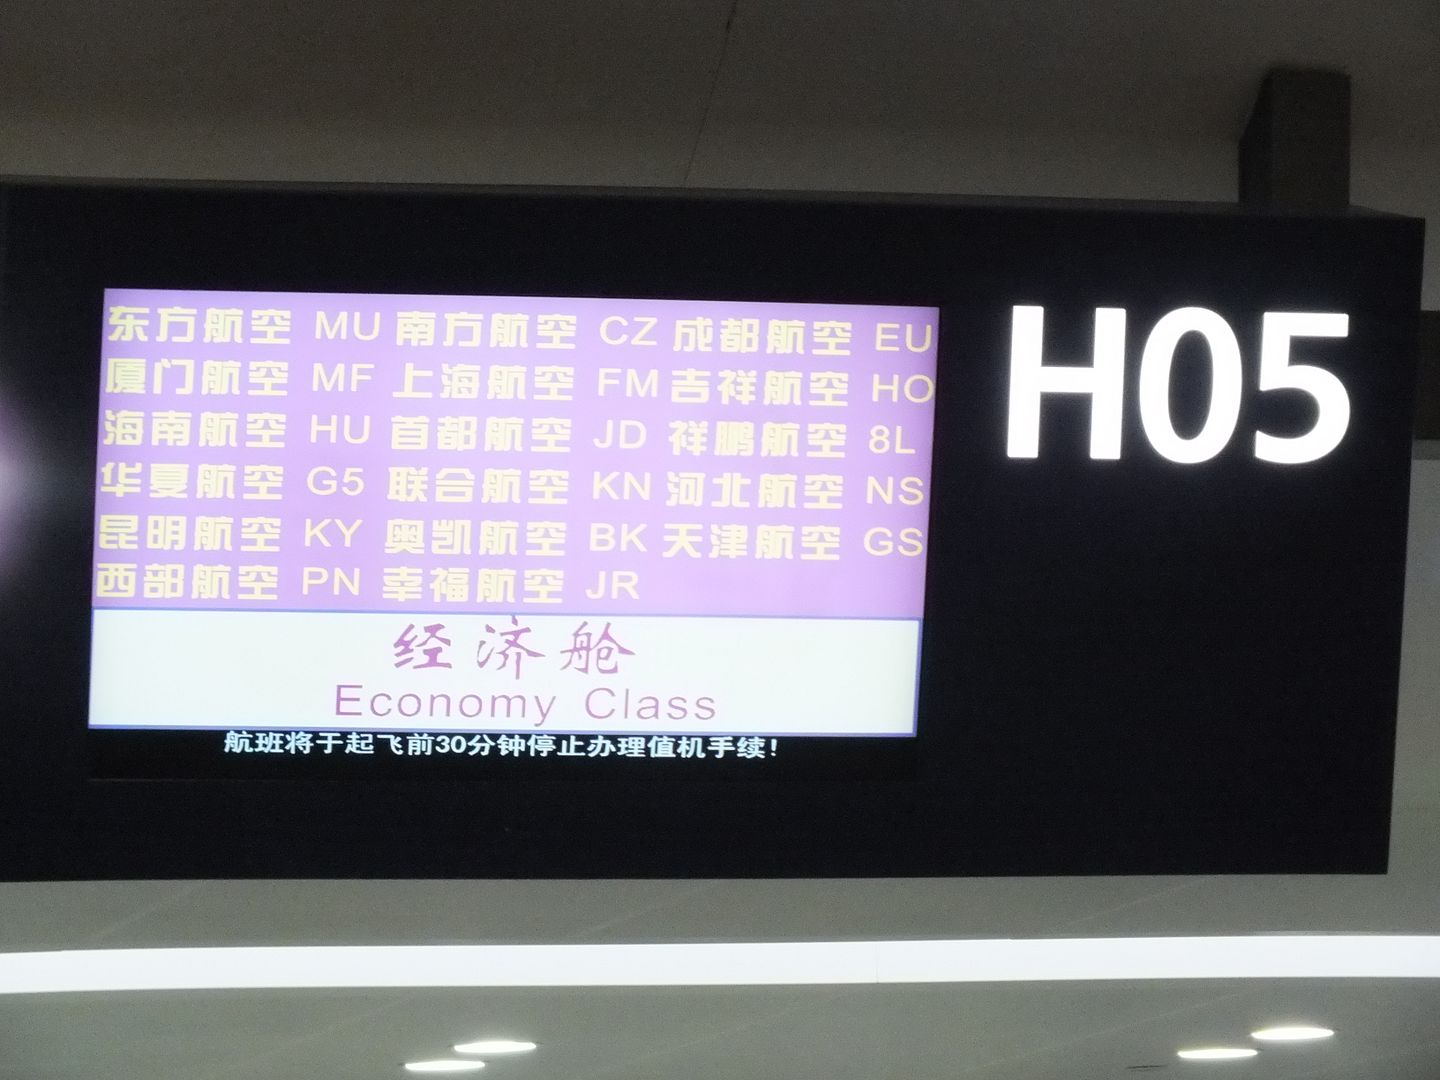 东方航空 MU 南方航空 CZ 成都航空 EU
厦门航空 MF 上海航空 FM 吉祥航空 HO
海南航空 HU 首都航空 JD 祥鹏航空 8L
华夏航空 G5 联合航空 KN 河北航空 NS
昆明航空 KY 奥凯航空 BK 天津航空 GS
西部航空 PN 幸福航空 JR
经济舱
Economy Class
航班将于起飞前30分钟停止办理值机手续!
H05